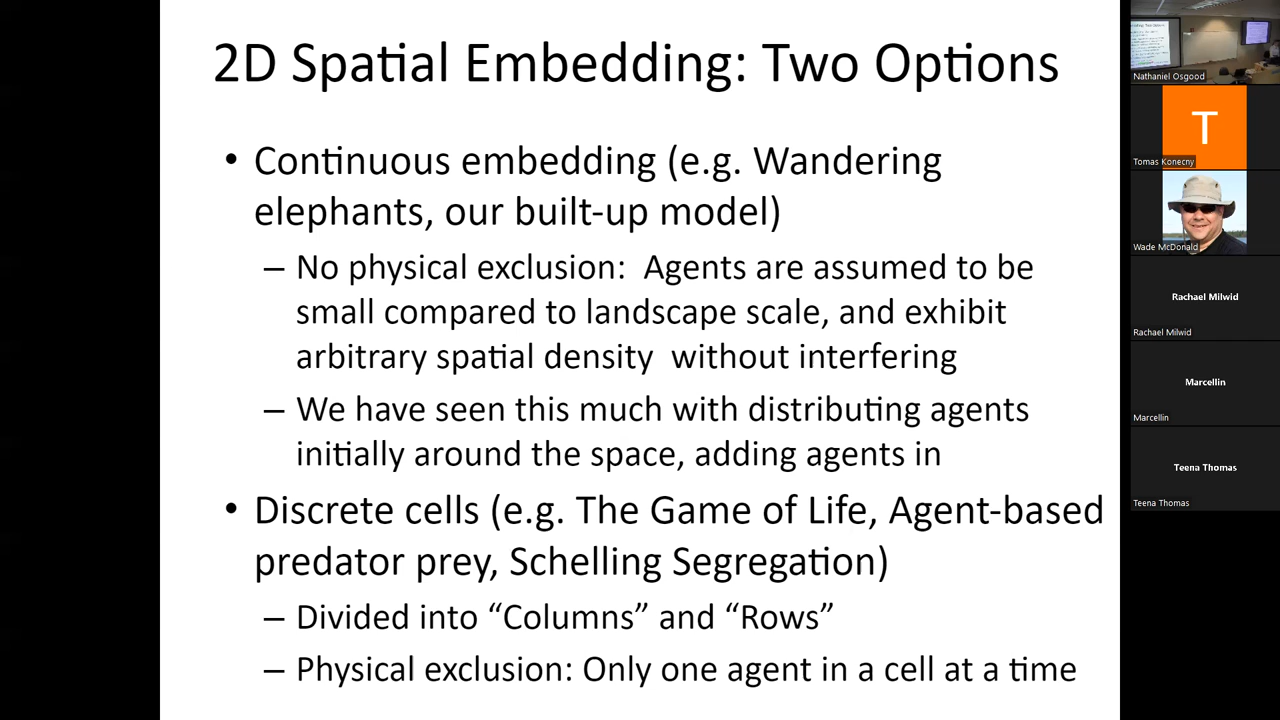 2D Spatial Embedding: Two Options
• Continuous embedding (e.g. Wandering
elephants, our built-up model)
– No physical exclusion: Agents are assumed to be
small compared to landscape scale, and exhibit
arbitrary spatial density without interfering
– We have seen this much with distributing agents
initially around the space, adding agents in
• Discrete cells (e.g. The Game of Life, Agent-based
predator prey, Schelling Segregation)
– Divided into “Columns” and “Rows”
– Physical exclusion: Only one agent in a cell at a time
Nathaniel Osgood
T
Tomas Konecny
Wade McDonald
Rachael Milwid
Rachael Milwid
Marcellin
Marcellin
Teena Thomas
Teena Thomas